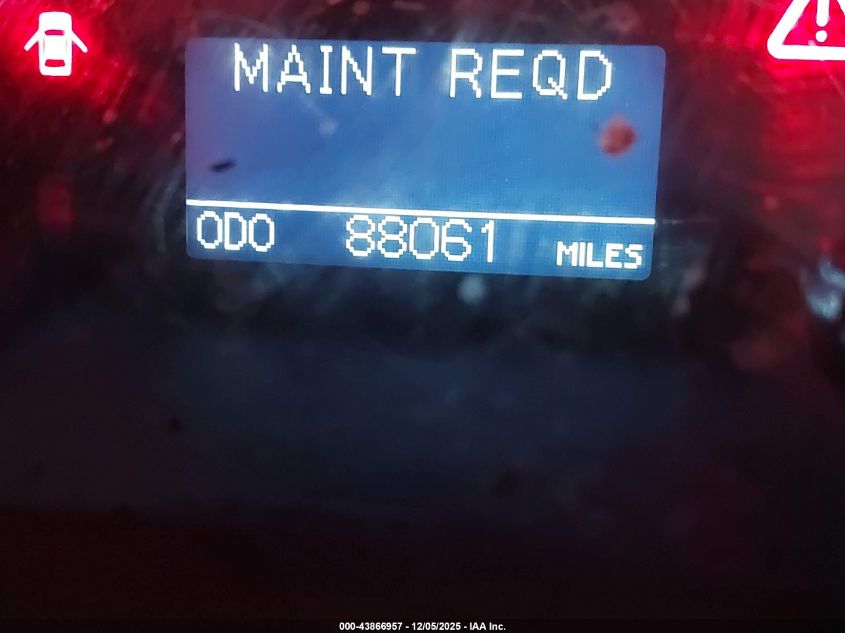 MAINT REQD
ODO 88061 MILES
000-43866957 - 12/05/2025 - IAA Inc.